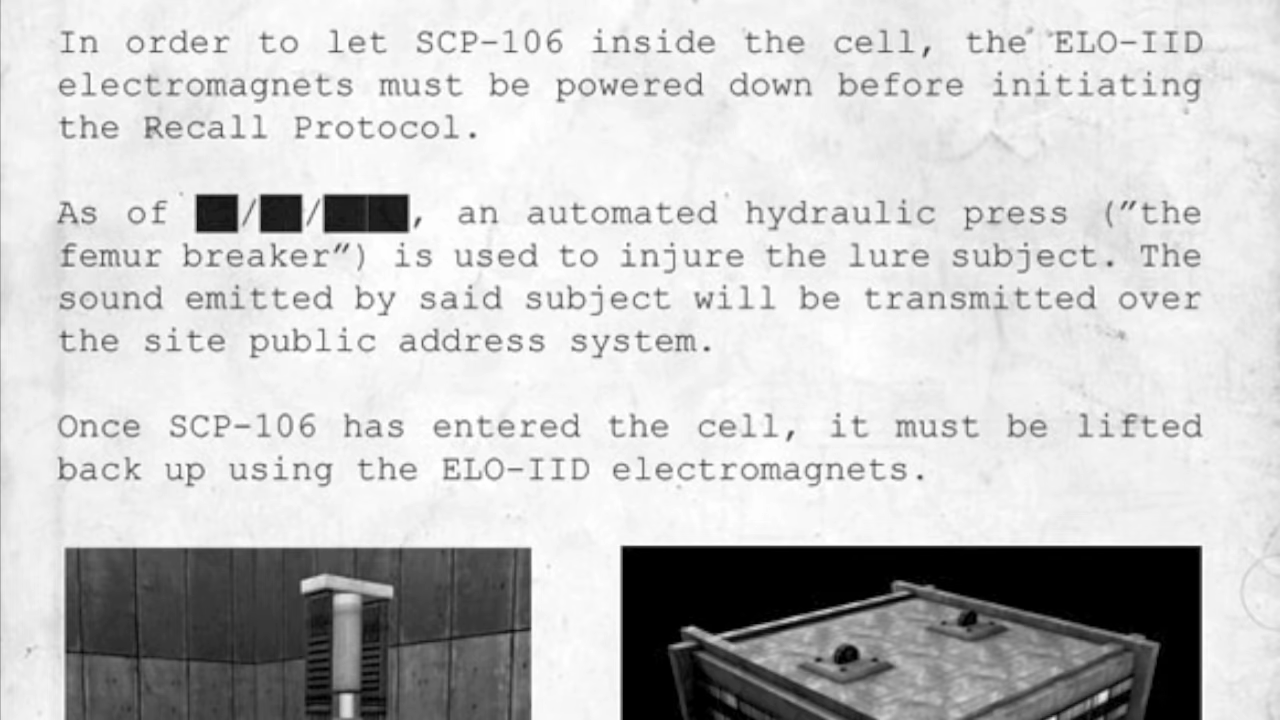 In order to let SCP-106 inside the cell, the ELO-IID
electromagnets must be powered down before initiating
the Recall Protocol.
As of ██/██/████, an automated hydraulic press ("the
femur breaker") is used to injure the lure subject. The
sound emitted by said subject will be transmitted over
the site public address system.
Once SCP-106 has entered the cell, it must be lifted
back up using the ELO-IID electromagnets.